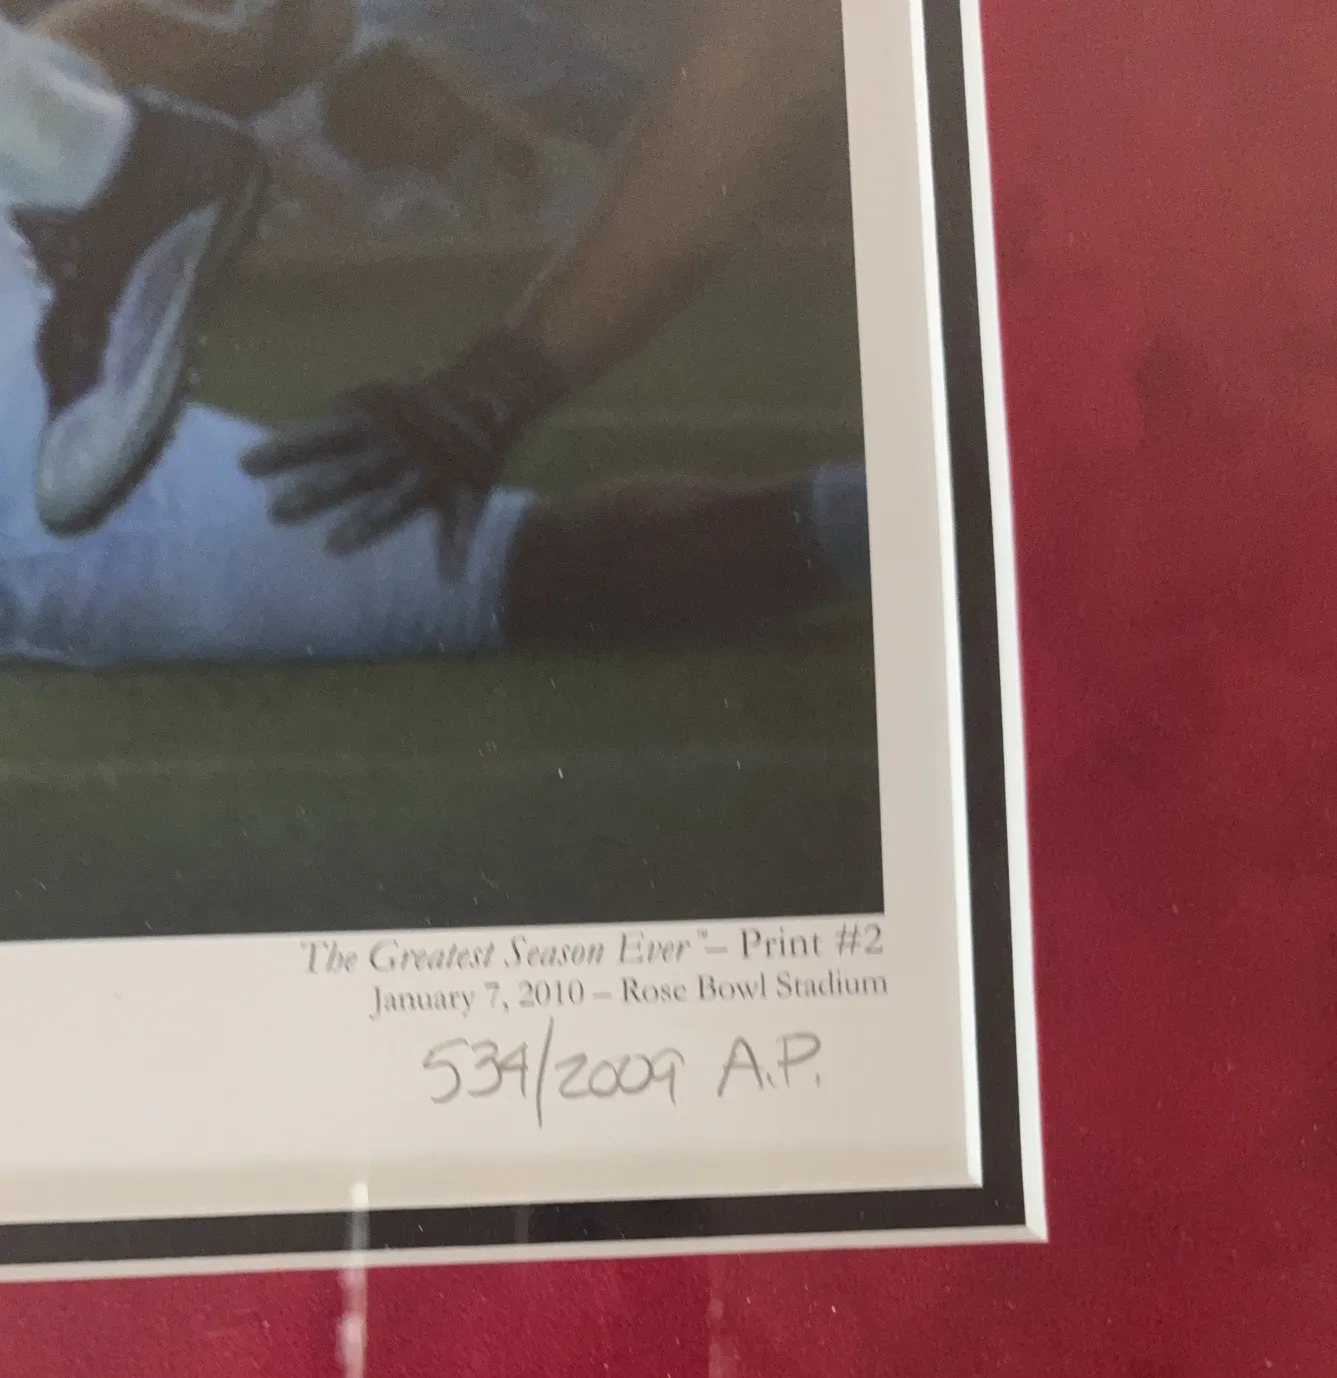 The Greatest Season Ever™ – Print #2
January 7, 2010 – Rose Bowl Stadium
534/2009 A.P.